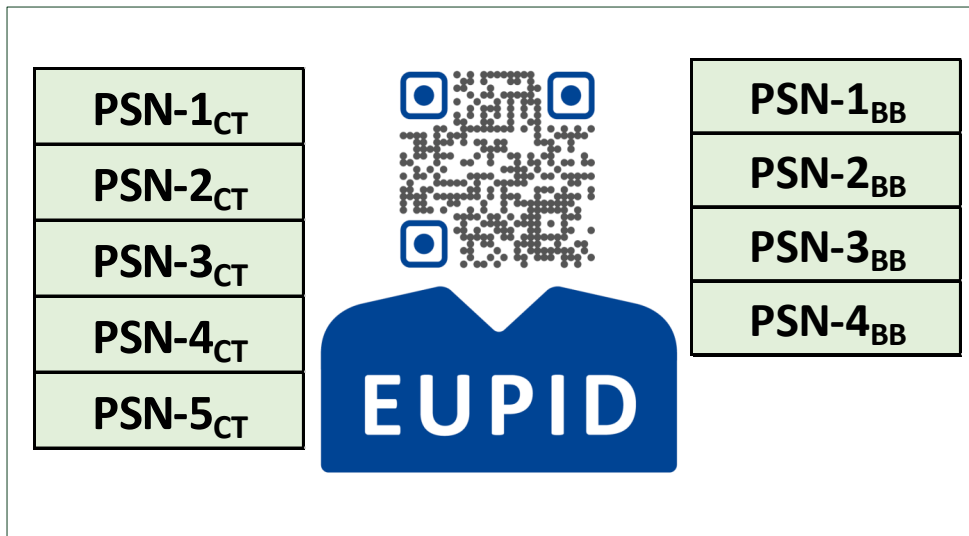 PSN-1CT
PSN-2CT
PSN-3CT
PSN-4CT
PSN-5CT
EUPID
PSN-1BB
PSN-2BB
PSN-3BB
PSN-4BB